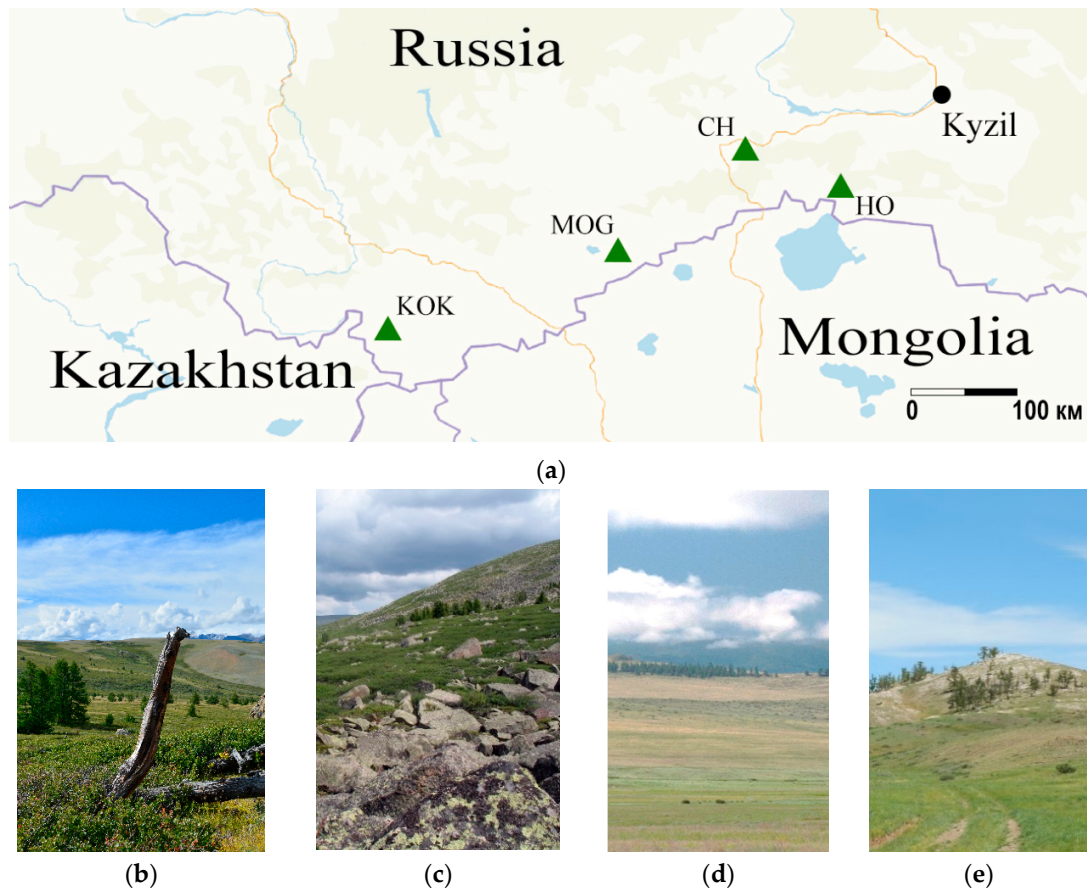 Russia
Kyzil
CH
HO
MOG
KOK
Mongolia
Kazakhstan
0 100 км
(a)
(b) (c) (d) (e)